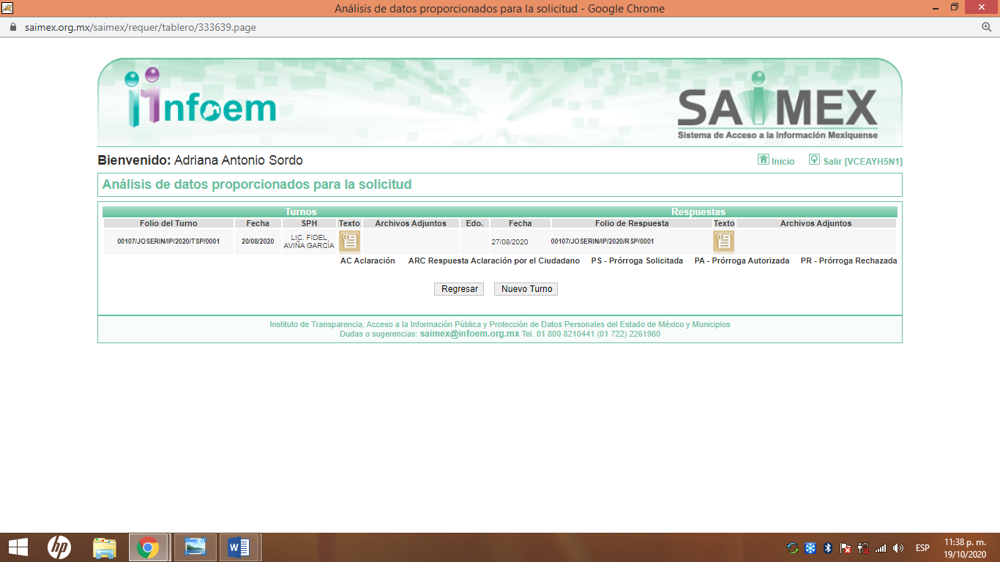 Análisis de datos proporcionados para la solicitud - Google Chrome
saimex.org.mx/saimex/requer/tablero/333639.page
infoem
SAIMEX
Sistema de Acceso a la Información Mexiquense
Bienvenido: Adriana Antonio Sordo
Inicio Salir [VCEAYH5N1]
Análisis de datos proporcionados para la solicitud
Turnos Respuestas
Folio del Turno Fecha SPH Texto Archivos Adjuntos Edo. Fecha Folio de Respuesta Texto Archivos Adjuntos
00107/JOSERIN/IP/2020/TSP/0001 20/08/2020 LIC. FIDEL AVIÑA GARCÍA 27/08/2020 00107/JOSERIN/IP/2020/RSP/0001
AC Aclaración ARC Respuesta Aclaración por el Ciudadano PS - Prórroga Solicitada PA - Prórroga Autorizada PR - Prórroga Rechazada
Regresar Nuevo Turno
Instituto de Transparencia, Acceso a la Información Pública y Protección de Datos Personales del Estado de México y Municipios
Dudas o sugerencias: saimex@infoem.org.mx Tel. 01 800 8210441 (01 722) 2261980
hp
ESP
11:38 p. m.
19/10/2020